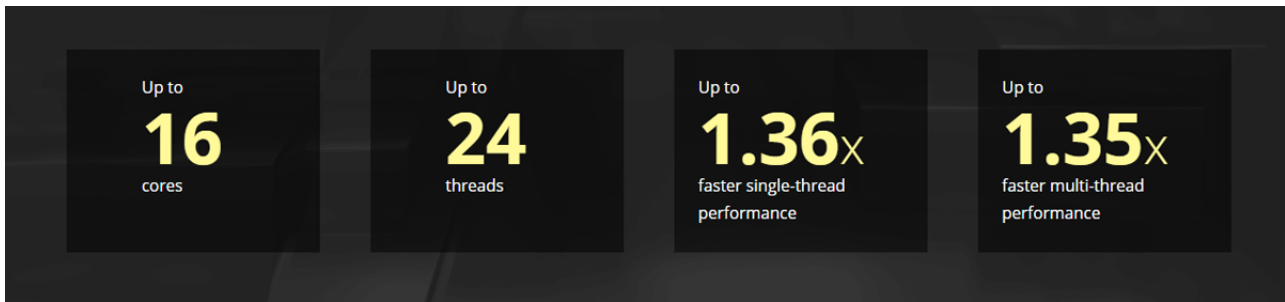 Up to
16
cores
Up to
24
threads
Up to
1.36x
faster single-thread
performance
Up to
1.35x
faster multi-thread
performance